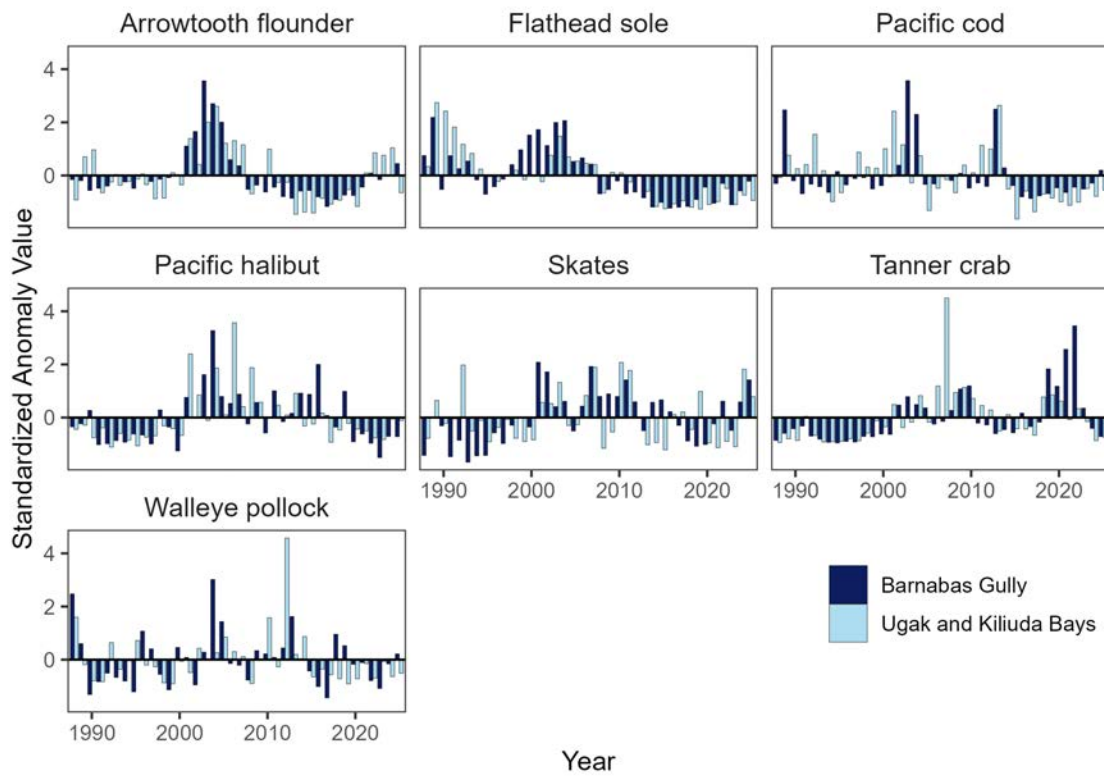 Arrowtooth flounder
Flathead sole
Pacific cod
4
2
0
Pacific halibut
Skates
Tanner crab
4
2
0
1990 2000 2010 2020
1990 2000 2010 2020
Walleye pollock
4
2
0
1990 2000 2010 2020
Standardized Anomaly Value
Year
Barnabas Gully
Ugak and Kiliuda Bays